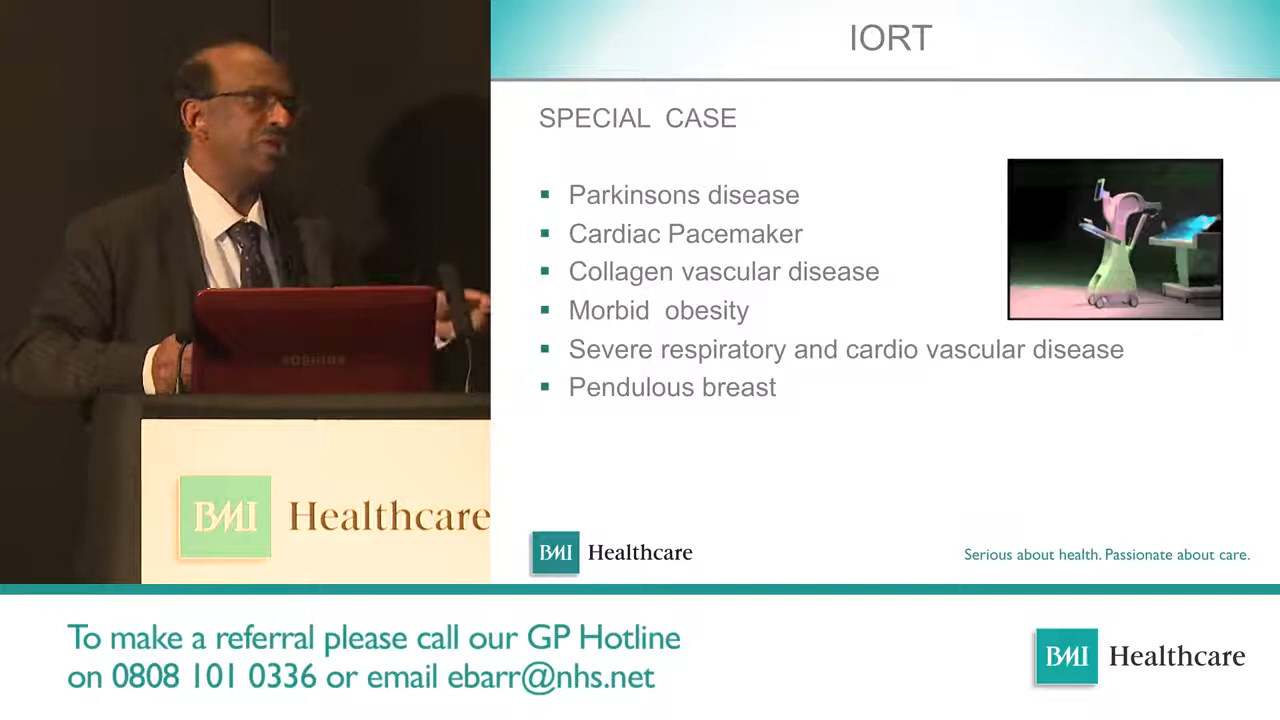 IORT
SPECIAL CASE
Parkinsons disease
Cardiac Pacemaker
Collagen vascular disease
Morbid obesity
Severe respiratory and cardio vascular disease
Pendulous breast
TOSHIBA
BMI Healthcare
BMI Healthcare
Serious about health. Passionate about care.
To make a referral please call our GP Hotline
on 0808 101 0336 or email ebarr@nhs.net
BMI Healthcare